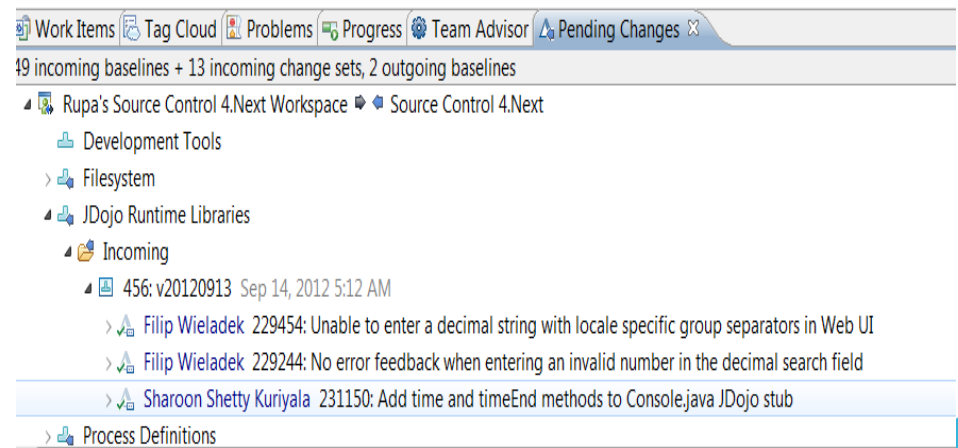 Work Items Tag Cloud Problems Progress Team Advisor Pending Changes
49 incoming baselines + 13 incoming change sets, 2 outgoing baselines
Rupa's Source Control 4.Next Workspace Source Control 4.Next
Development Tools
Filesystem
JDojo Runtime Libraries
Incoming
456: v20120913 Sep 14, 2012 5:12 AM
Filip Wieladek 229454: Unable to enter a decimal string with locale specific group separators in Web UI
Filip Wieladek 229244: No error feedback when entering an invalid number in the decimal search field
Sharoon Shetty Kuriyala 231150: Add time and timeEnd methods to Console.java JDojo stub
Process Definitions